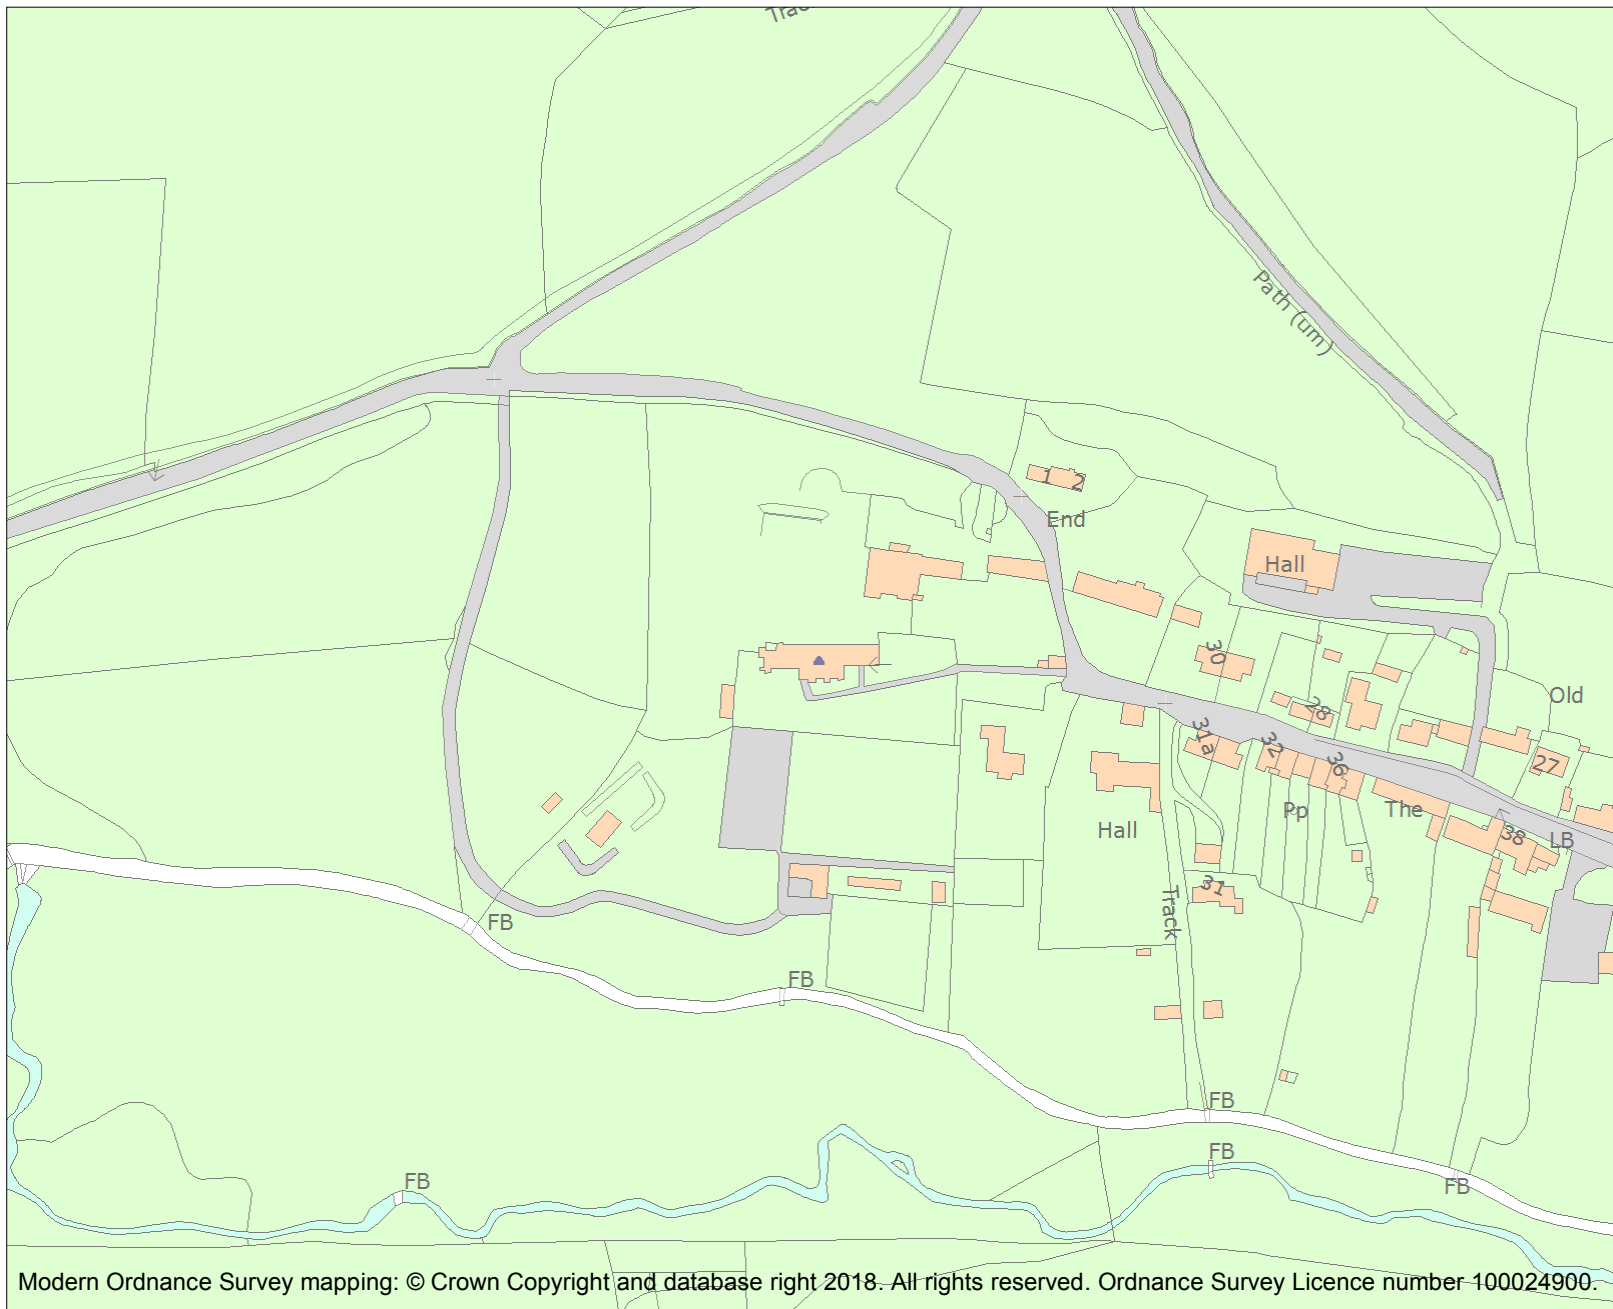 Path (um)
1 2
End
Hall
30
Old
28
31a
32
36
27
Pp
The
Hall
38
LB
31
Track
FB
FB
FB
FB
FB
FB
Modern Ordnance Survey mapping: © Crown Copyright and database right 2018. All rights reserved. Ordnance Survey Licence number 100024900.